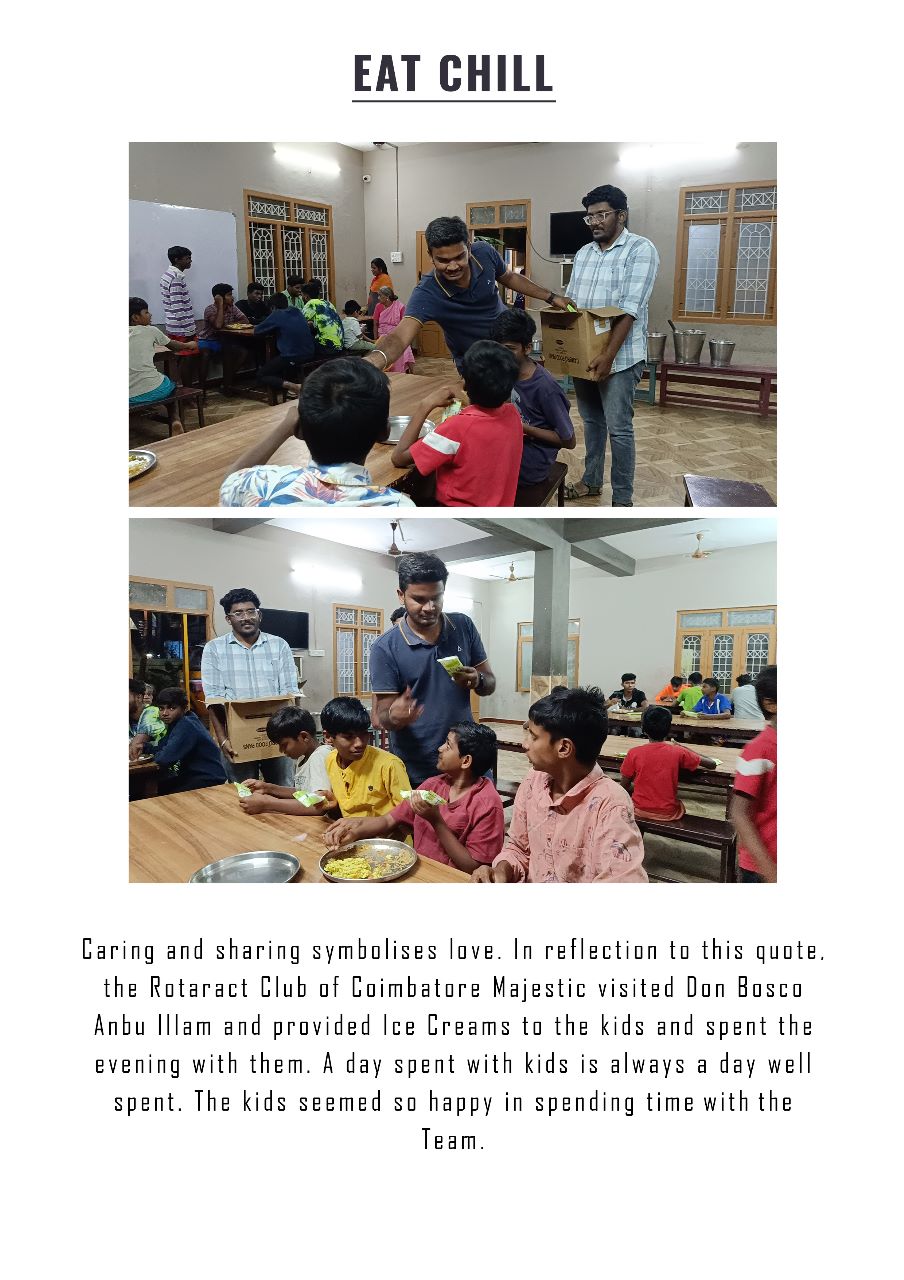 EAT CHILL
Caring and sharing symbolises love. In reflection to this quote,
the Rotaract Club of Coimbatore Majestic visited Don Bosco
Anbu Illam and provided Ice Creams to the kids and spent the
evening with them. A day spent with kids is always a day well
spent. The kids seemed so happy in spending time with the
Team.